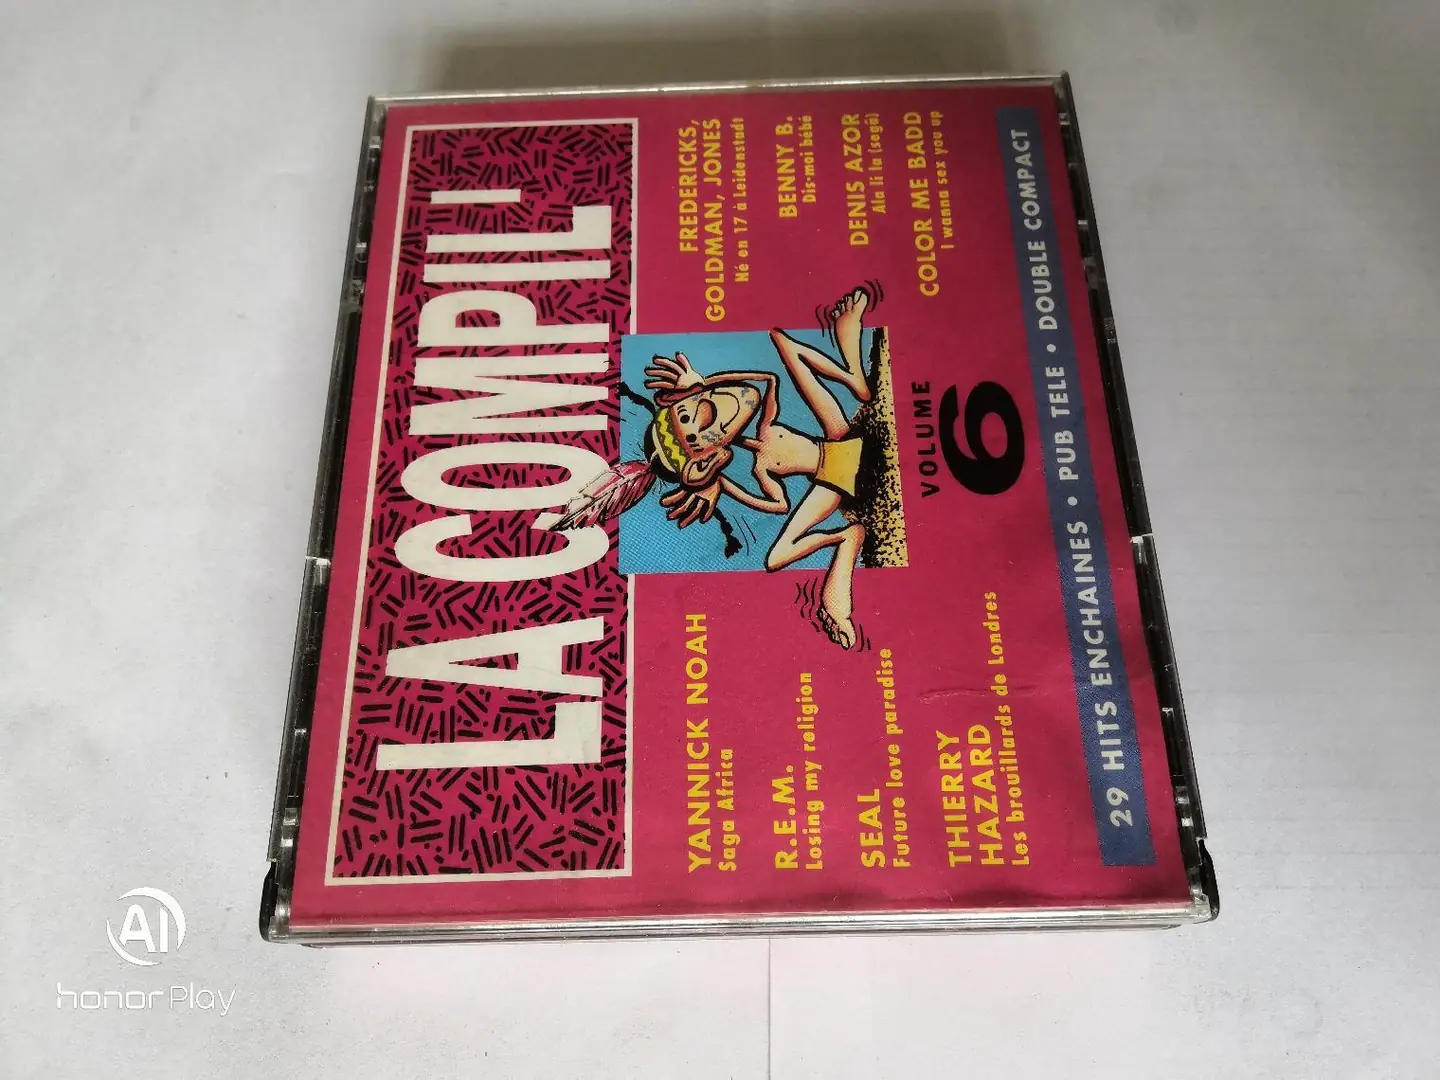 LA COMPIL'
YANNICK NOAH
Saga Africa
R.E.M.
Losing my religion
SEAL
Future love paradise
THIERRY
HAZARD
Les brouillards de Londres
FREDERICKS,
GOLDMAN, JONES
Né en 17 à Leidenstadt
BENNY B.
Dis-moi bébé
DENIS AZOR
Ala li la (sega)
COLOR ME BADD
I wanna sex you up
VOLUME
6
29 HITS ENCHAINES • PUB TELE • DOUBLE COMPACT
AI
honor Play